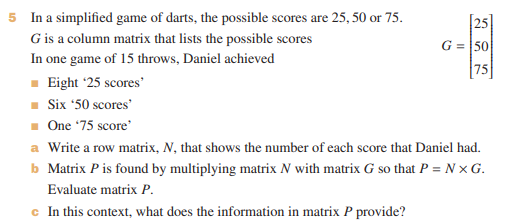 5 In a simplified game of darts, the possible scores are 25, 50 or 75.
G is a column matrix that lists the possible scores
In one game of 15 throws, Daniel achieved
■ Eight ‘25 scores’
■ Six ‘50 scores’
■ One ‘75 score’
G = [25
50
75]
a Write a row matrix, N, that shows the number of each score that Daniel had.
b Matrix P is found by multiplying matrix N with matrix G so that P = N × G.
Evaluate matrix P.
c In this context, what does the information in matrix P provide?